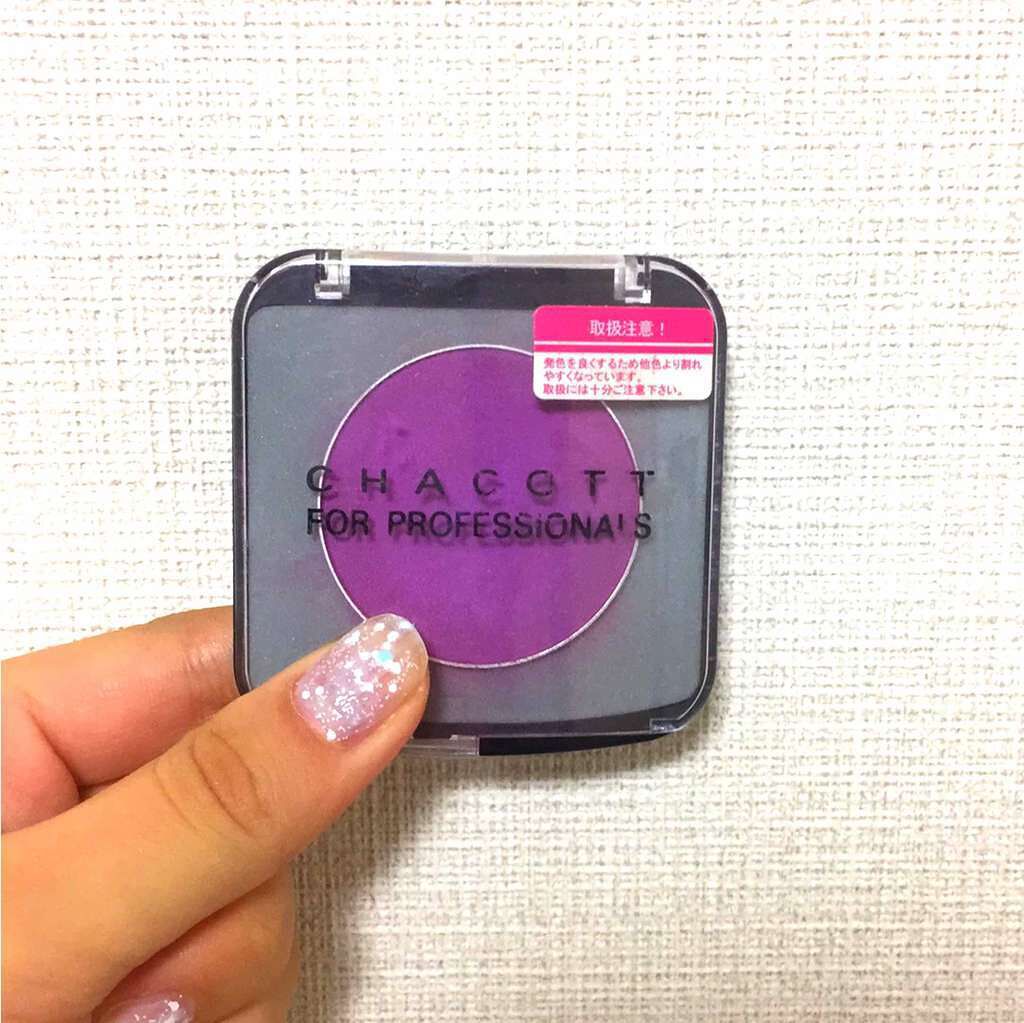 取扱注意！
発色を良くするため他色より割れ
やすくなっています。
取扱には十分ご注意下さい。
CHACOTT
FOR PROFESSIONALS